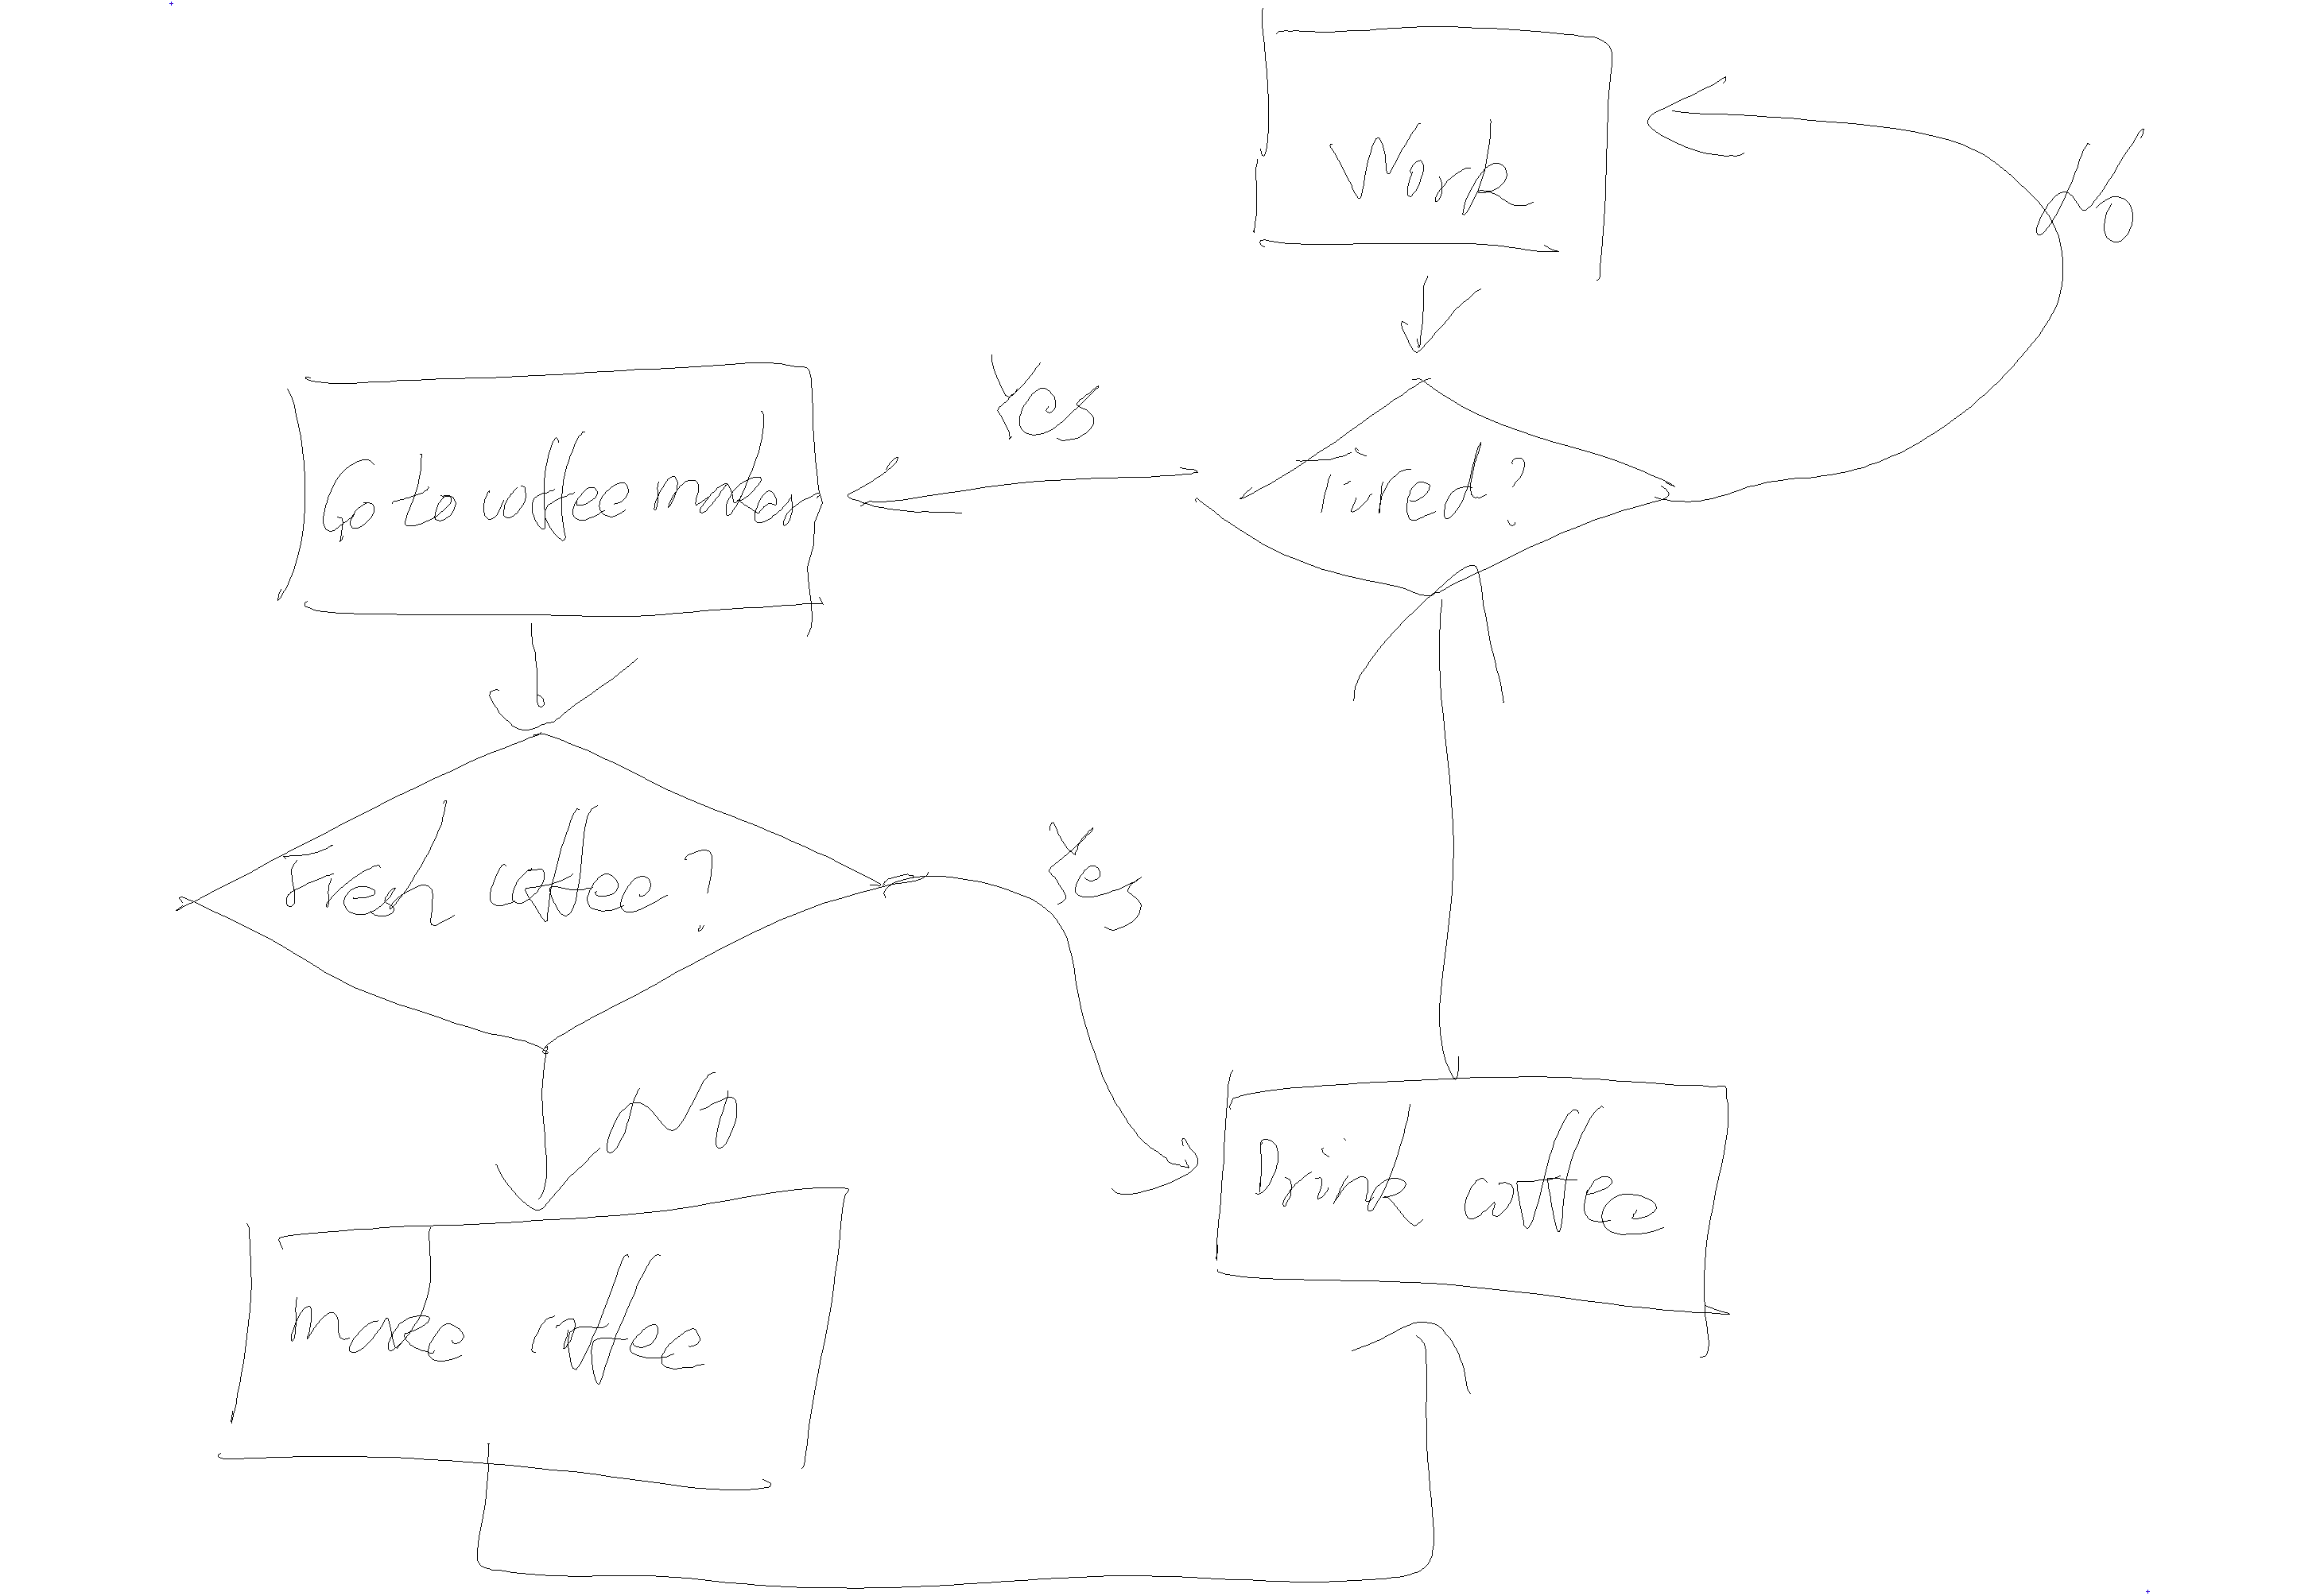 Work
No
Yes
Tired?
Go to coffee maker
Fresh coffee?
Yes
No
Drink coffee
make coffee